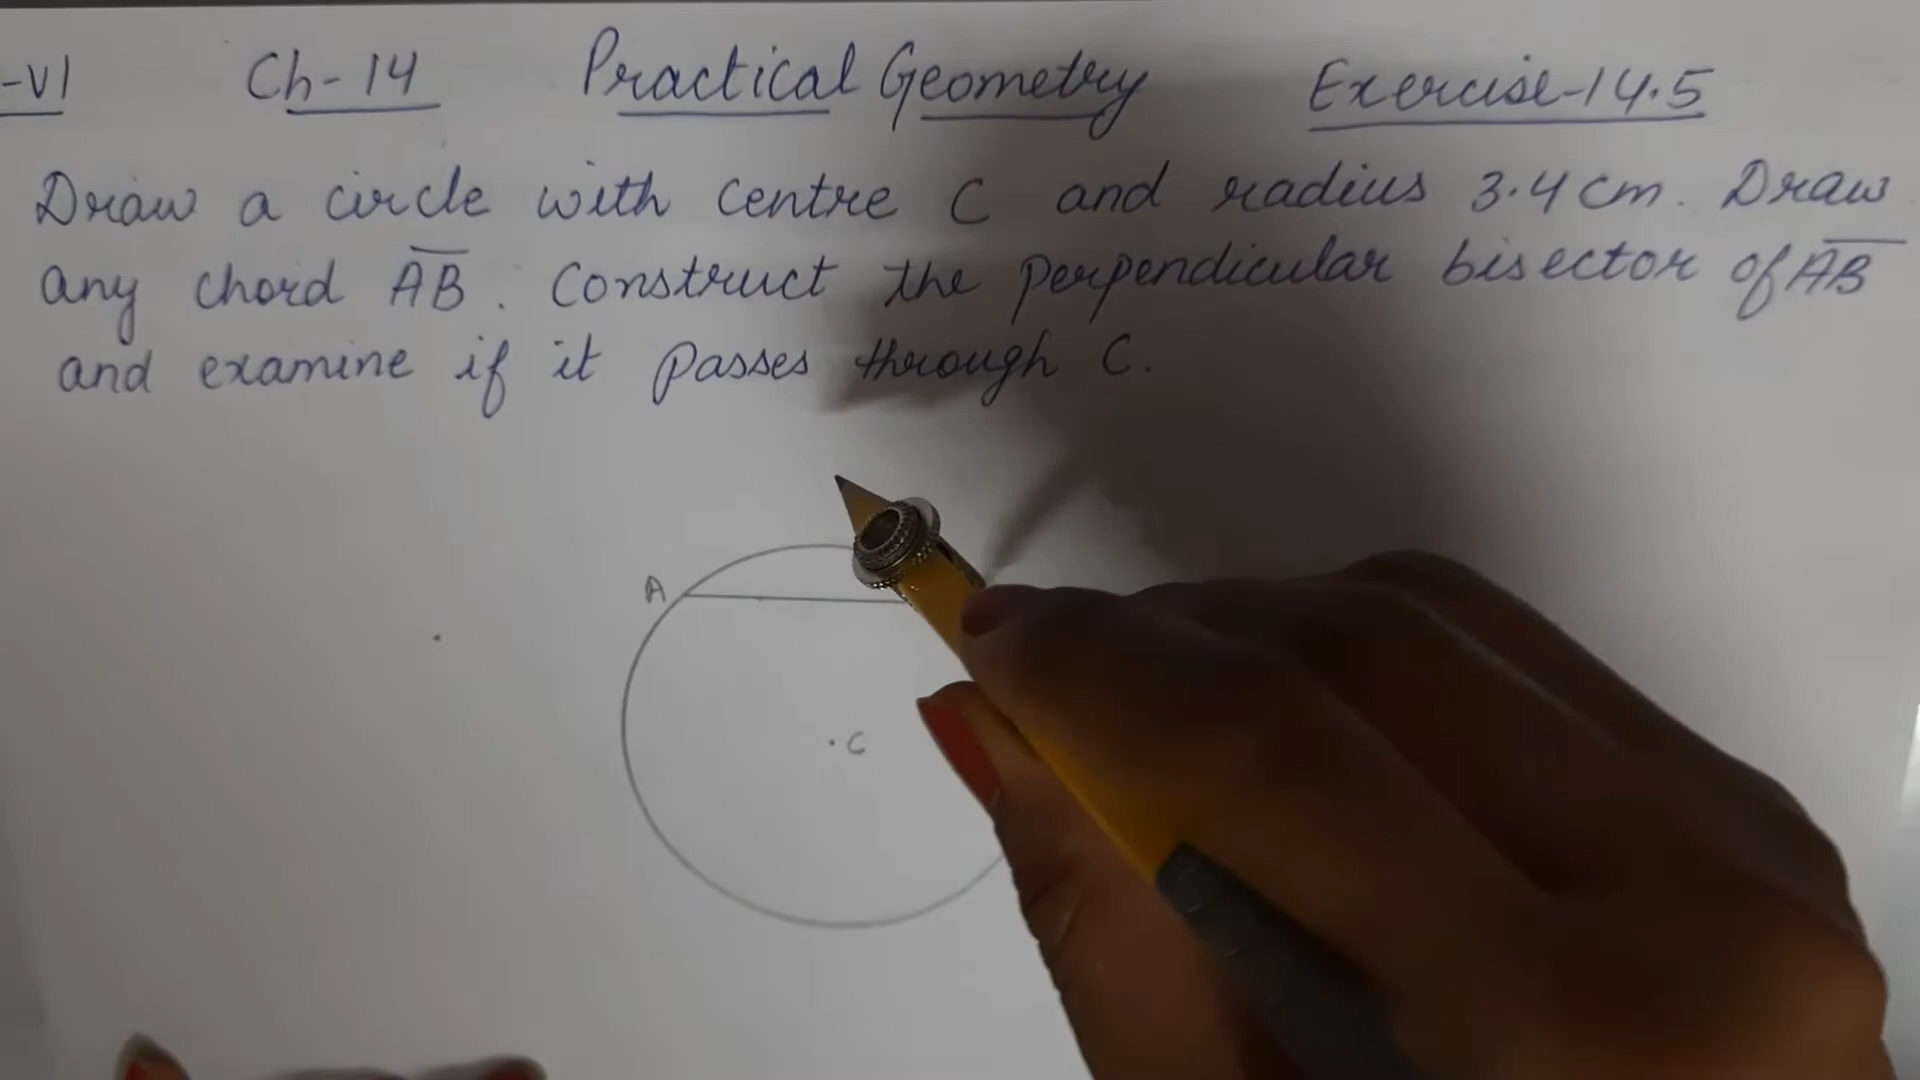 -VI Ch-14 Practical Geometry Exercise-14.5
Draw a circle with centre C and radius 3.4 cm. Draw
any chord AB. Construct the perpendicular bisector of AB
and examine if it passes through C.
A
C